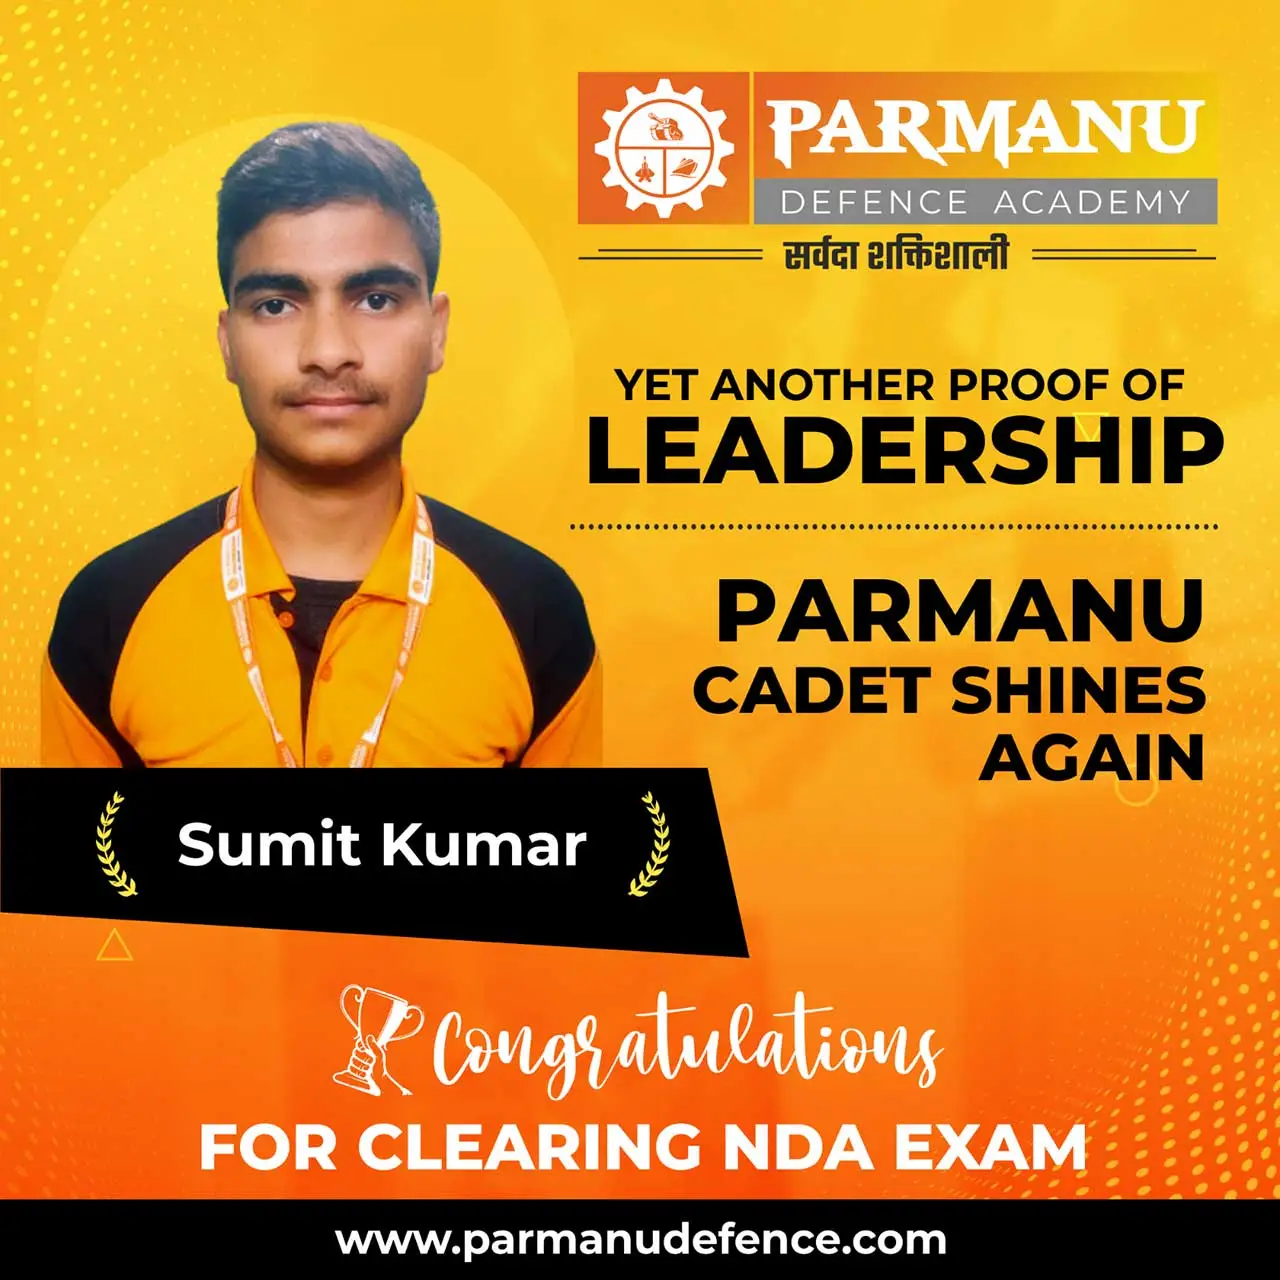 PARMANU
DEFENCE ACADEMY
सर्वदा शक्तिशाली
YET ANOTHER PROOF OF
LEADERSHIP
PARMANU
CADET SHINES
AGAIN
Sumit Kumar
Congratulations
FOR CLEARING NDA EXAM
www.parmanudefence.com